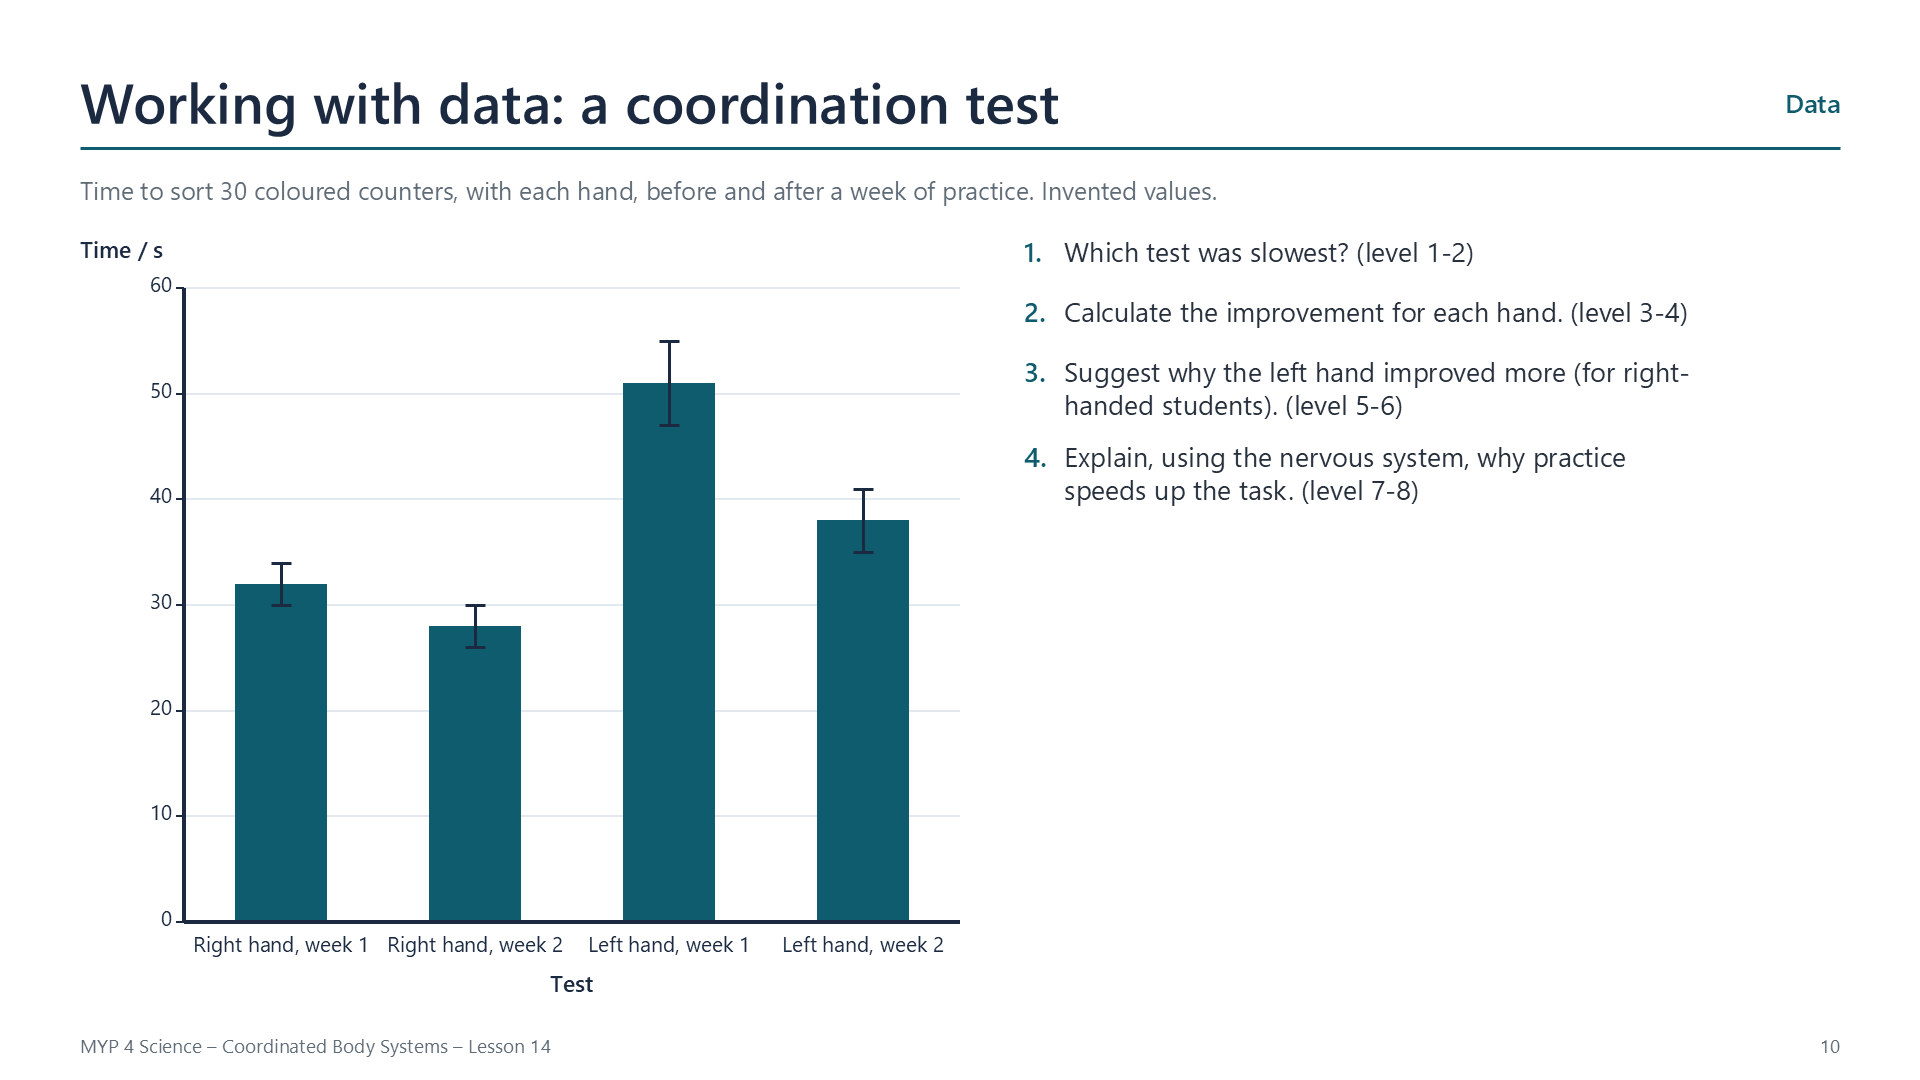 Working with data: a coordination test
Data
Time to sort 30 coloured counters, with each hand, before and after a week of practice. Invented values.
Time / s
60
50
40
30
20
10
0
Right hand, week 1
Right hand, week 2
Left hand, week 1
Left hand, week 2
Test
1. Which test was slowest? (level 1-2)
2. Calculate the improvement for each hand. (level 3-4)
3. Suggest why the left hand improved more (for right-
handed students). (level 5-6)
4. Explain, using the nervous system, why practice
speeds up the task. (level 7-8)
MYP 4 Science – Coordinated Body Systems – Lesson 14
10